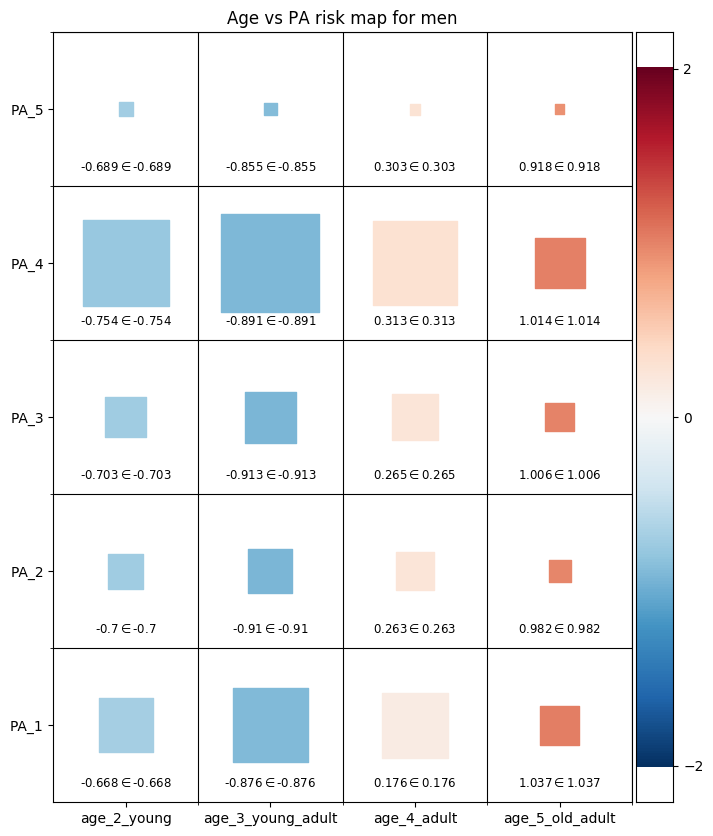 Age vs PA risk map for men
PA_5
-0.689∈-0.689
-0.855∈-0.855
0.303∈0.303
0.918∈0.918
2
PA_4
-0.754∈-0.754
-0.891∈-0.891
0.313∈0.313
1.014∈1.014
PA_3
-0.703∈-0.703
-0.913∈-0.913
0.265∈0.265
1.006∈1.006
0
PA_2
-0.7∈-0.7
-0.91∈-0.91
0.263∈0.263
0.982∈0.982
PA_1
-0.668∈-0.668
-0.876∈-0.876
0.176∈0.176
1.037∈1.037
−2
age_2_young
age_3_young_adult
age_4_adult
age_5_old_adult